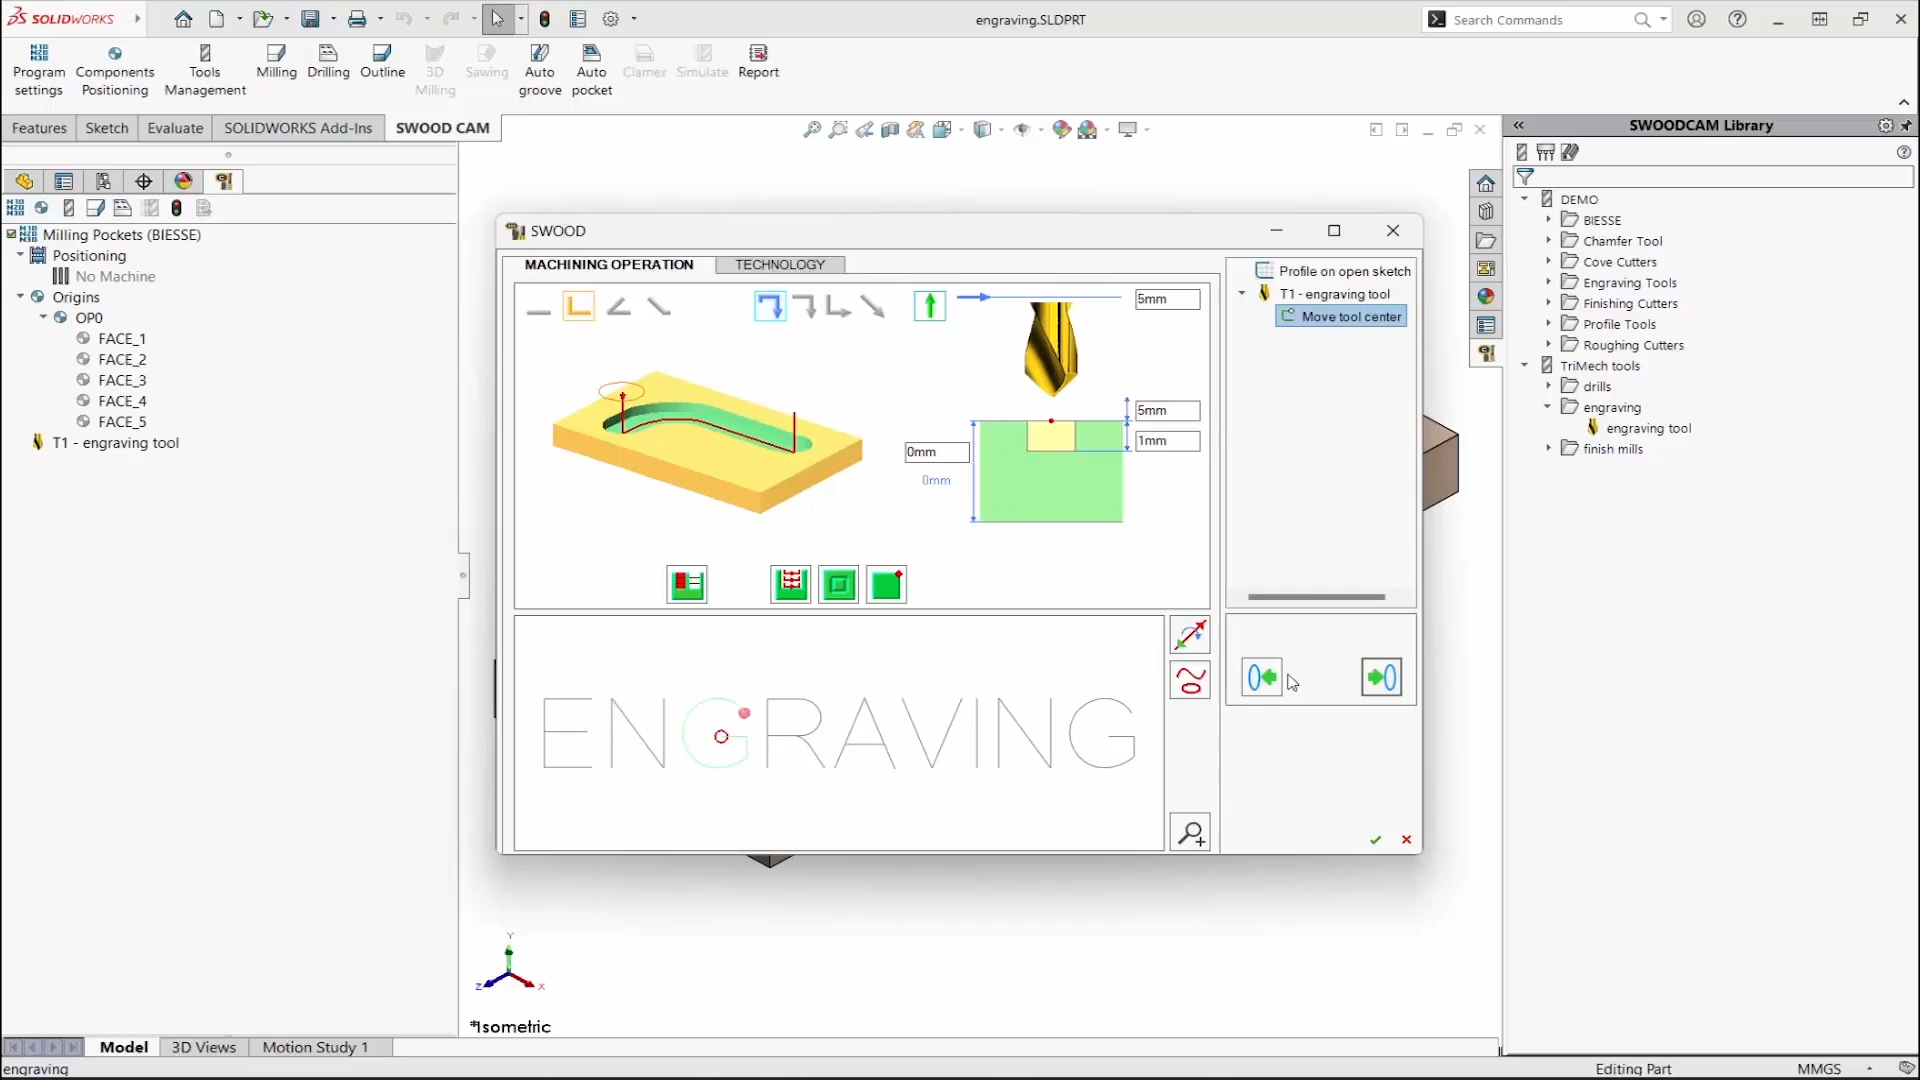 SOLIDWORKS
engraving.SLDPRT
Search Commands
Program settings
Components Positioning
Tools Management
Milling
Drilling
Outline
3D Milling
Sawing
Auto groove
Auto pocket
Clamex
Simulate
Report
Features
Sketch
Evaluate
SOLIDWORKS Add-Ins
SWOOD CAM
Milling Pockets (BIESSE)
Positioning
No Machine
Origins
OP0
FACE_1
FACE_2
FACE_3
FACE_4
FACE_5
T1 - engraving tool
SWOOD
MACHINING OPERATION
TECHNOLOGY
5mm
5mm
1mm
0mm
0mm
ENGRAVING
Profile on open sketch
T1 - engraving tool
Move tool center
SWOODCAM Library
DEMO
BIESSE
Chamfer Tool
Cove Cutters
Engraving Tools
Finishing Cutters
Profile Tools
Roughing Cutters
TriMech tools
drills
engraving
engraving tool
finish mills
Y
Z
X
*Isometric
Model
3D Views
Motion Study 1
engraving
Editing Part
MMGS